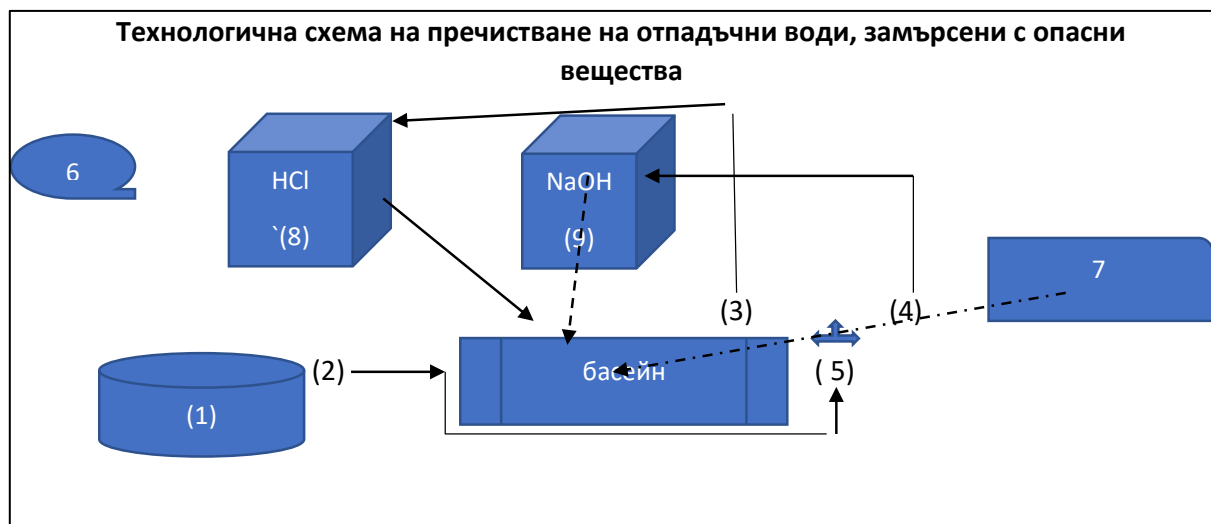 Технологична схема на пречистване на отпадъчни води, замърсени с опасни
вещества
6
HCl
`(8)
NaOH
(9)
7
(3)
(4)
(2)
басейн
( 5)
(1)